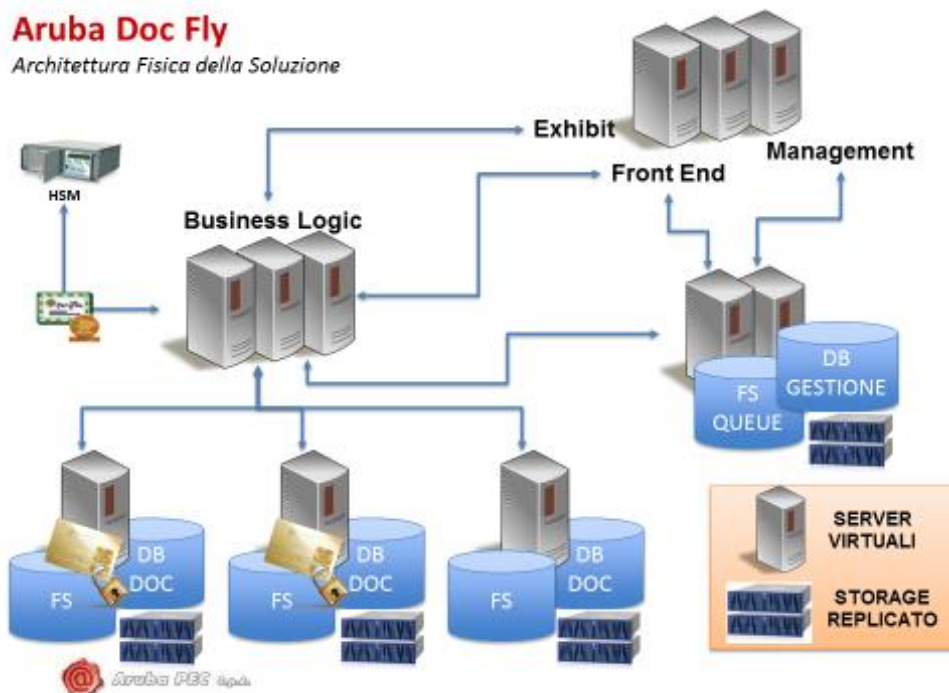 Aruba Doc Fly
Architettura Fisica della Soluzione
Exhibit
Management
Front End
HSM
Business Logic
DB
GESTIONE
FS
QUEUE
DB
DOC
FS
DB
DOC
FS
DB
DOC
FS
SERVER
VIRTUALI
STORAGE
REPLICATO
Aruba PEC S.p.A.